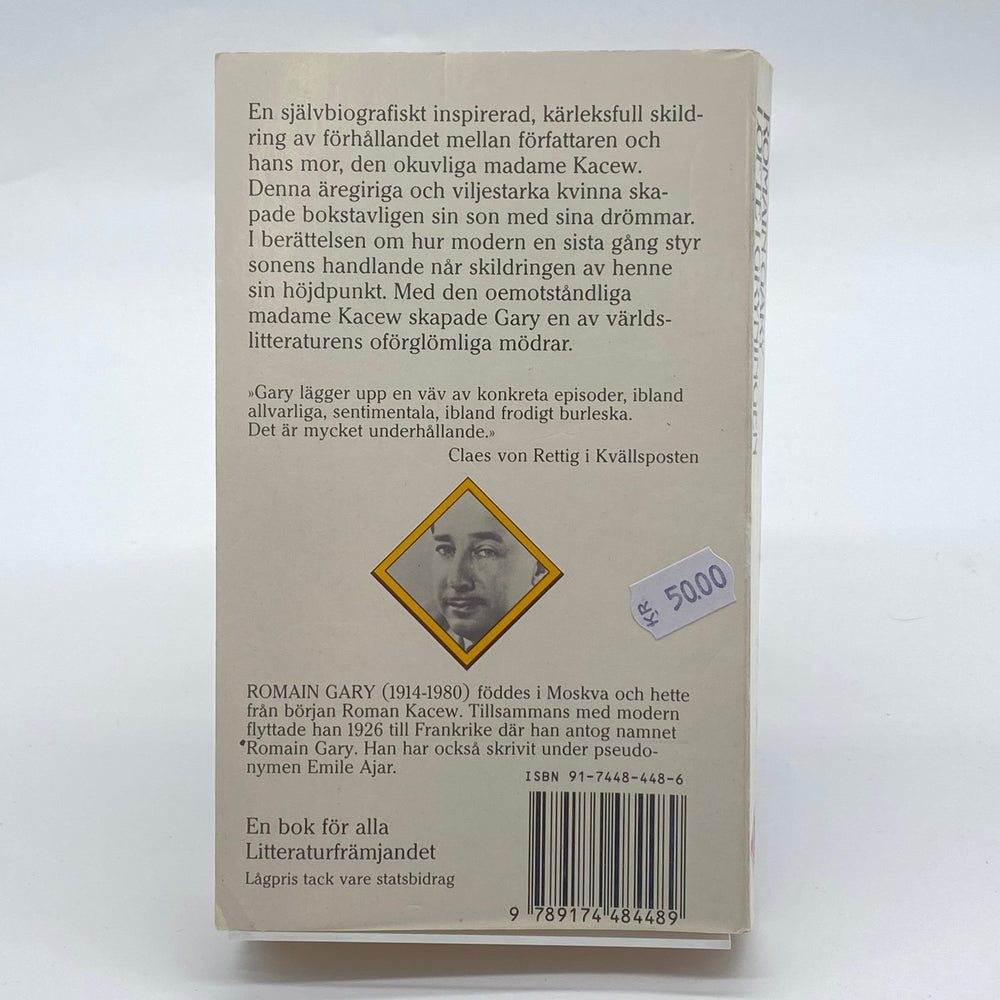 En självbiografiskt inspirerad, kärleksfull skild-
ring av förhållandet mellan författaren och
hans mor, den okuvliga madame Kacew.
Denna äregiriga och viljestarka kvinna ska-
pade bokstavligen sin son med sina drömmar.
I berättelsen om hur modern en sista gång styr
sonens handlande når skildringen av henne
sin höjdpunkt. Med den oemotståndliga
madame Kacew skapade Gary en av världs-
litteraturens oförglömliga mödrar.
»Gary lägger upp en väv av konkreta episoder, ibland
allvarliga, sentimentala, ibland frodigt burleska.
Det är mycket underhållande.»
Claes von Rettig i Kvällsposten
KR 50.00
ROMAIN GARY (1914-1980) föddes i Moskva och hette
från början Roman Kacew. Tillsammans med modern
flyttade han 1926 till Frankrike där han antog namnet
Romain Gary. Han har också skrivit under pseudo-
nymen Emile Ajar.
ISBN 91-7448-448-6
En bok för alla
Litteraturfrämjandet
Lågpris tack vare statsbidrag
9 789174 484489
ROMAIN GARY